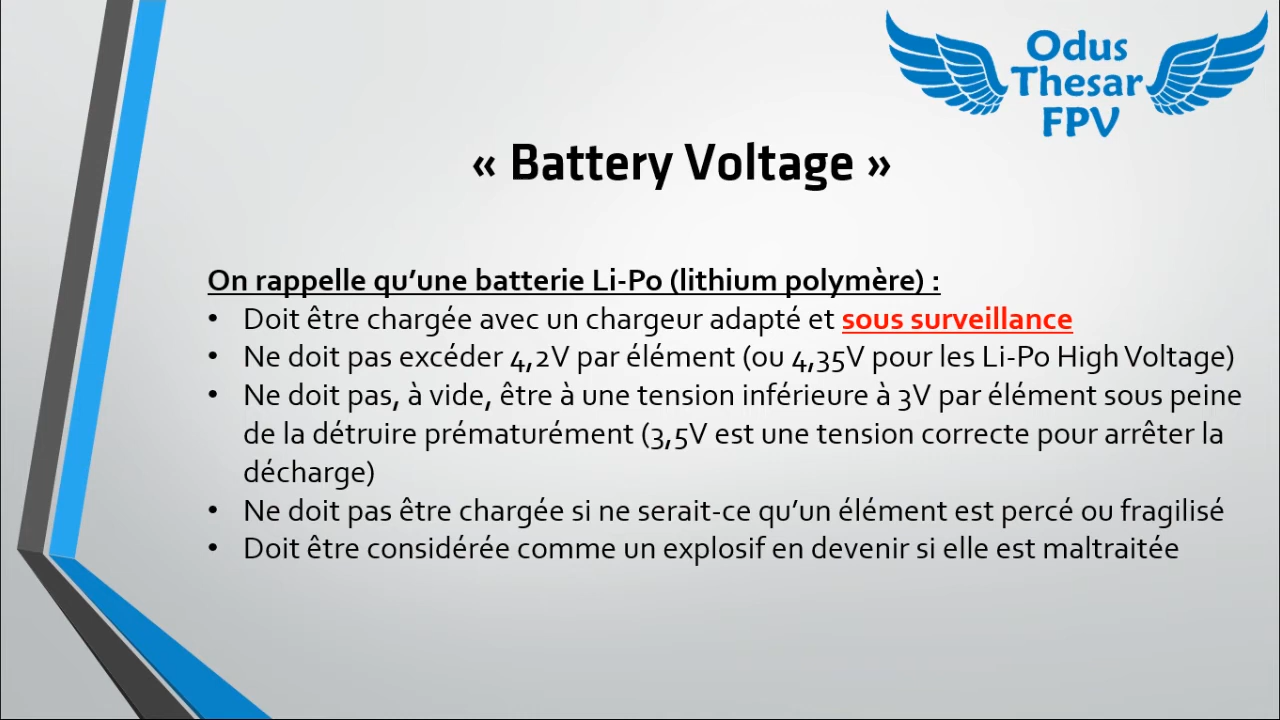 Odus
Thesar
FPV
« Battery Voltage »
On rappelle qu’une batterie Li-Po (lithium polymère) :
• Doit être chargée avec un chargeur adapté et sous surveillance
• Ne doit pas excéder 4,2V par élément (ou 4,35V pour les Li-Po High Voltage)
• Ne doit pas, à vide, être à une tension inférieure à 3V par élément sous peine
de la détruire prématurément (3,5V est une tension correcte pour arrêter la
décharge)
• Ne doit pas être chargée si ne serait-ce qu’un élément est percé ou fragilisé
• Doit être considérée comme un explosif en devenir si elle est maltraitée